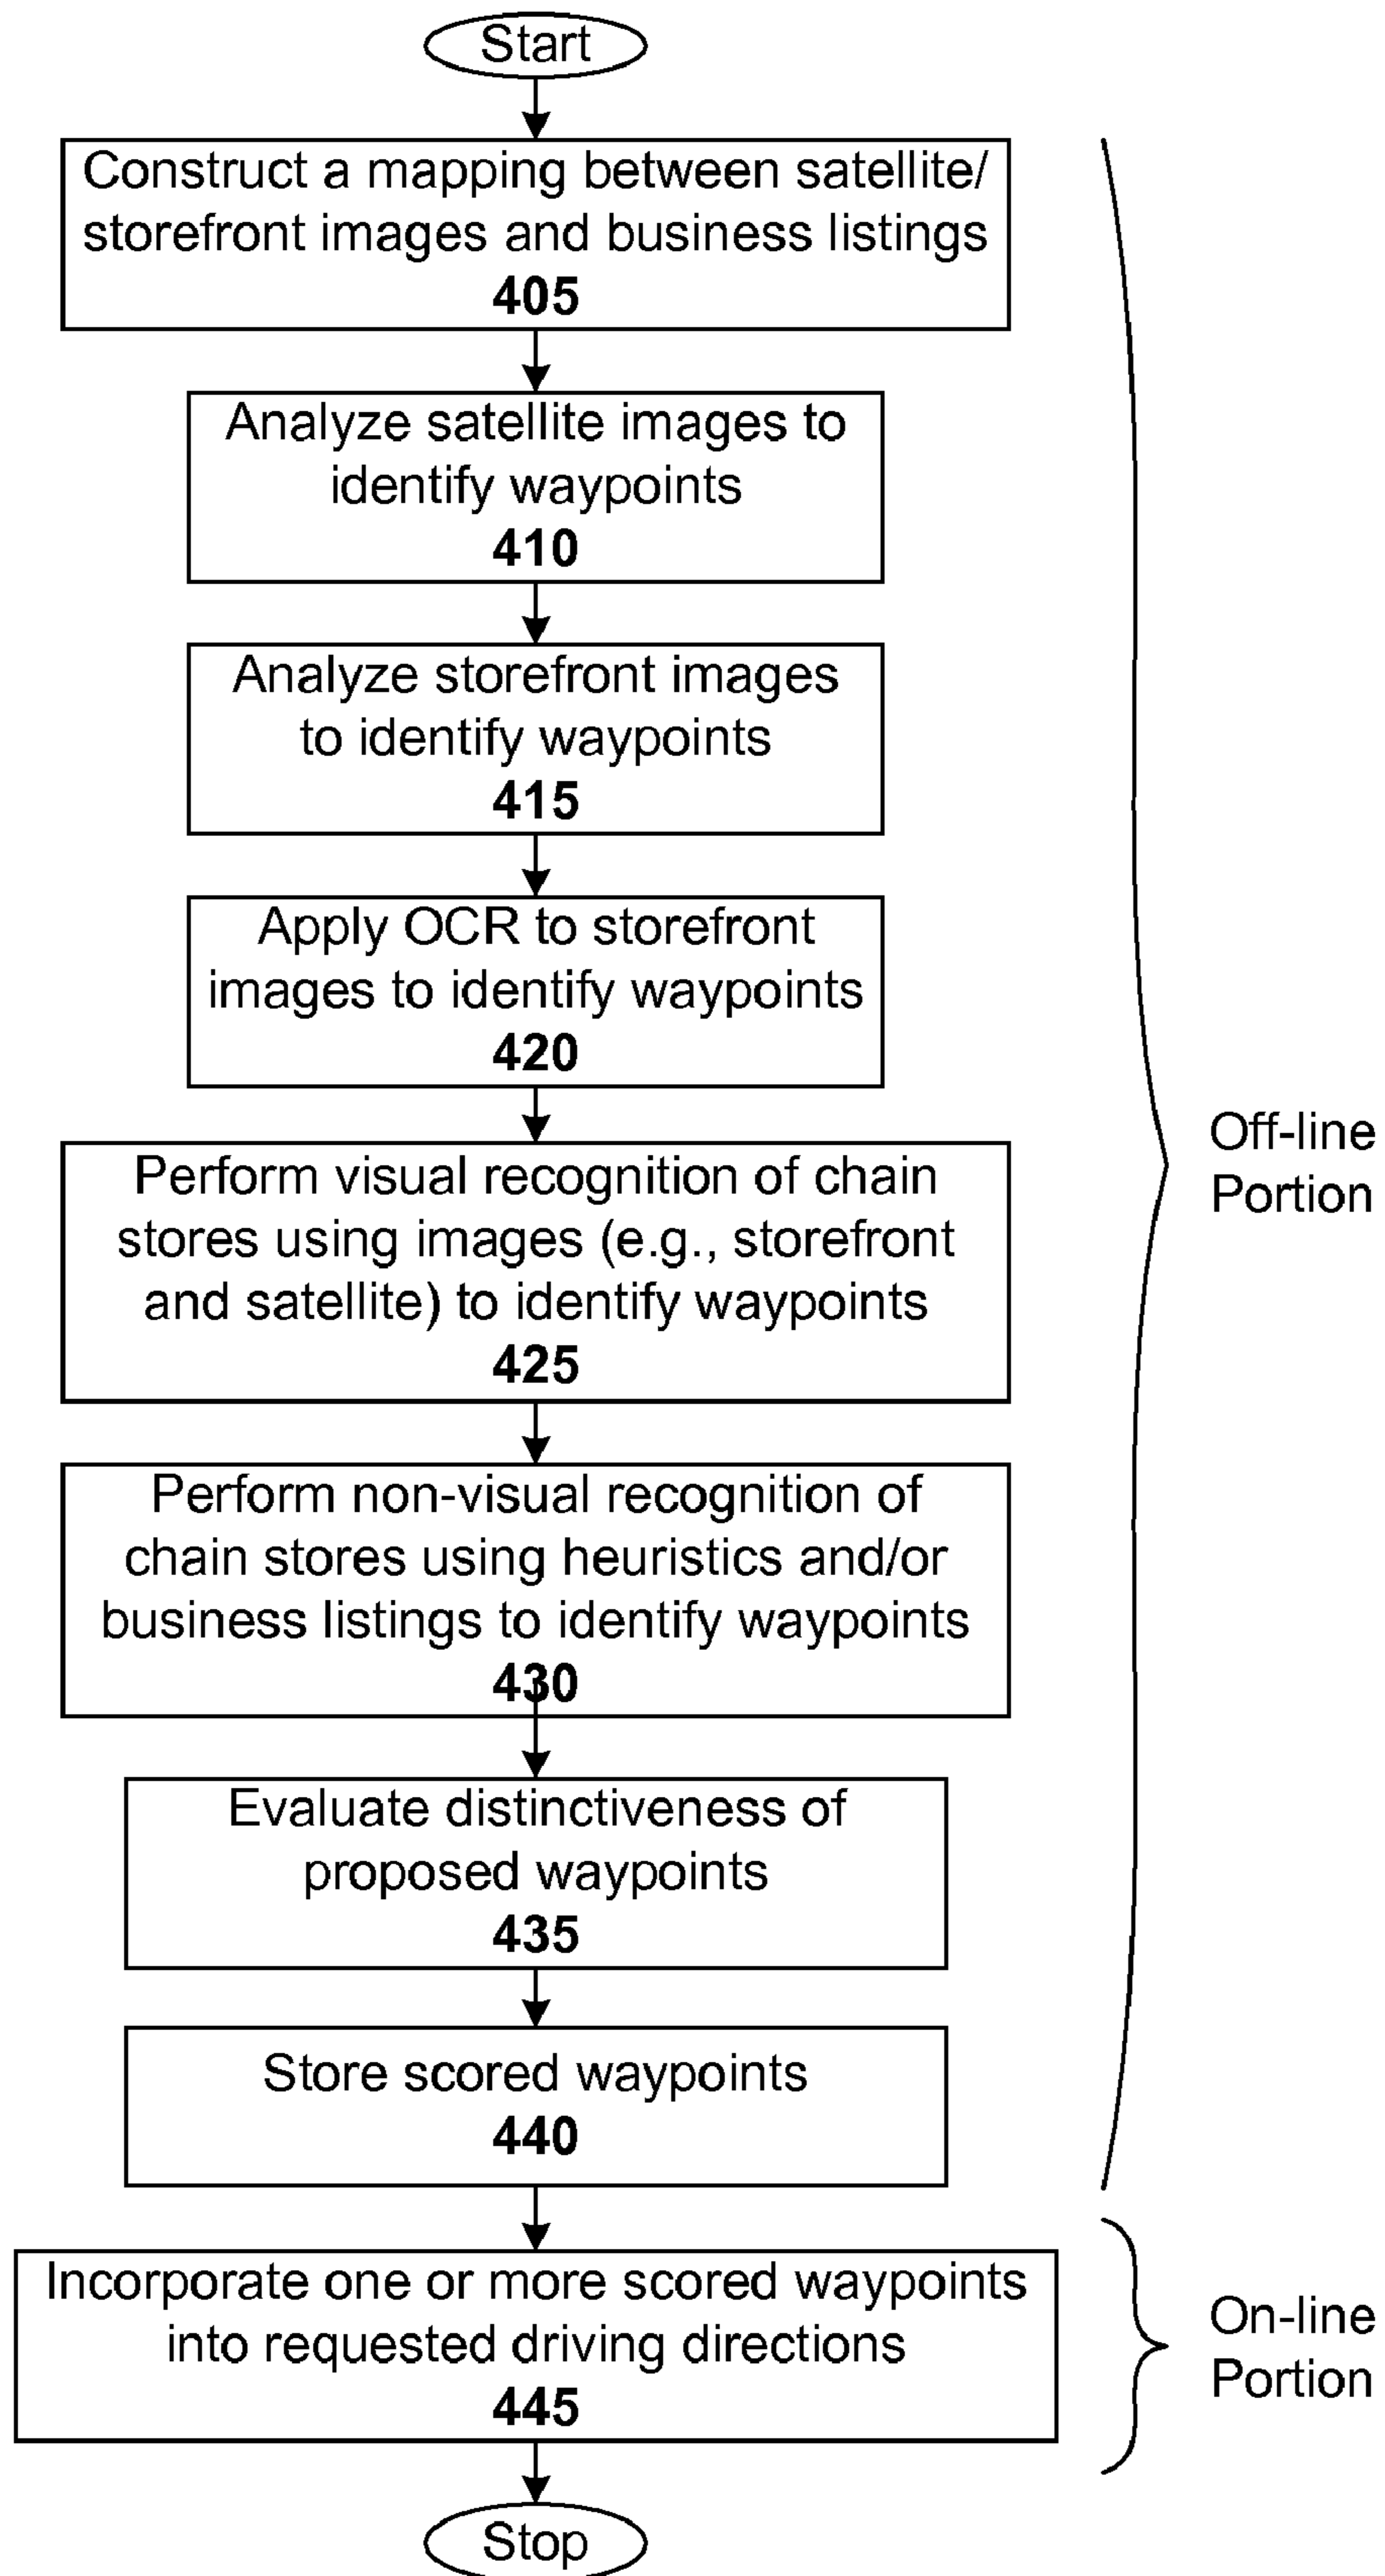 Start
Construct a mapping between satellite/
storefront images and business listings
405
Analyze satellite images to
identify waypoints
410
Analyze storefront images
to identify waypoints
415
Apply OCR to storefront
images to identify waypoints
420
Perform visual recognition of chain
stores using images (e.g., storefront
and satellite) to identify waypoints
425
Perform non-visual recognition of
chain stores using heuristics and/or
business listings to identify waypoints
430
Evaluate distinctiveness of
proposed waypoints
435
Store scored waypoints
440
Off-line
Portion
Incorporate one or more scored waypoints
into requested driving directions
445
On-line
Portion
Stop